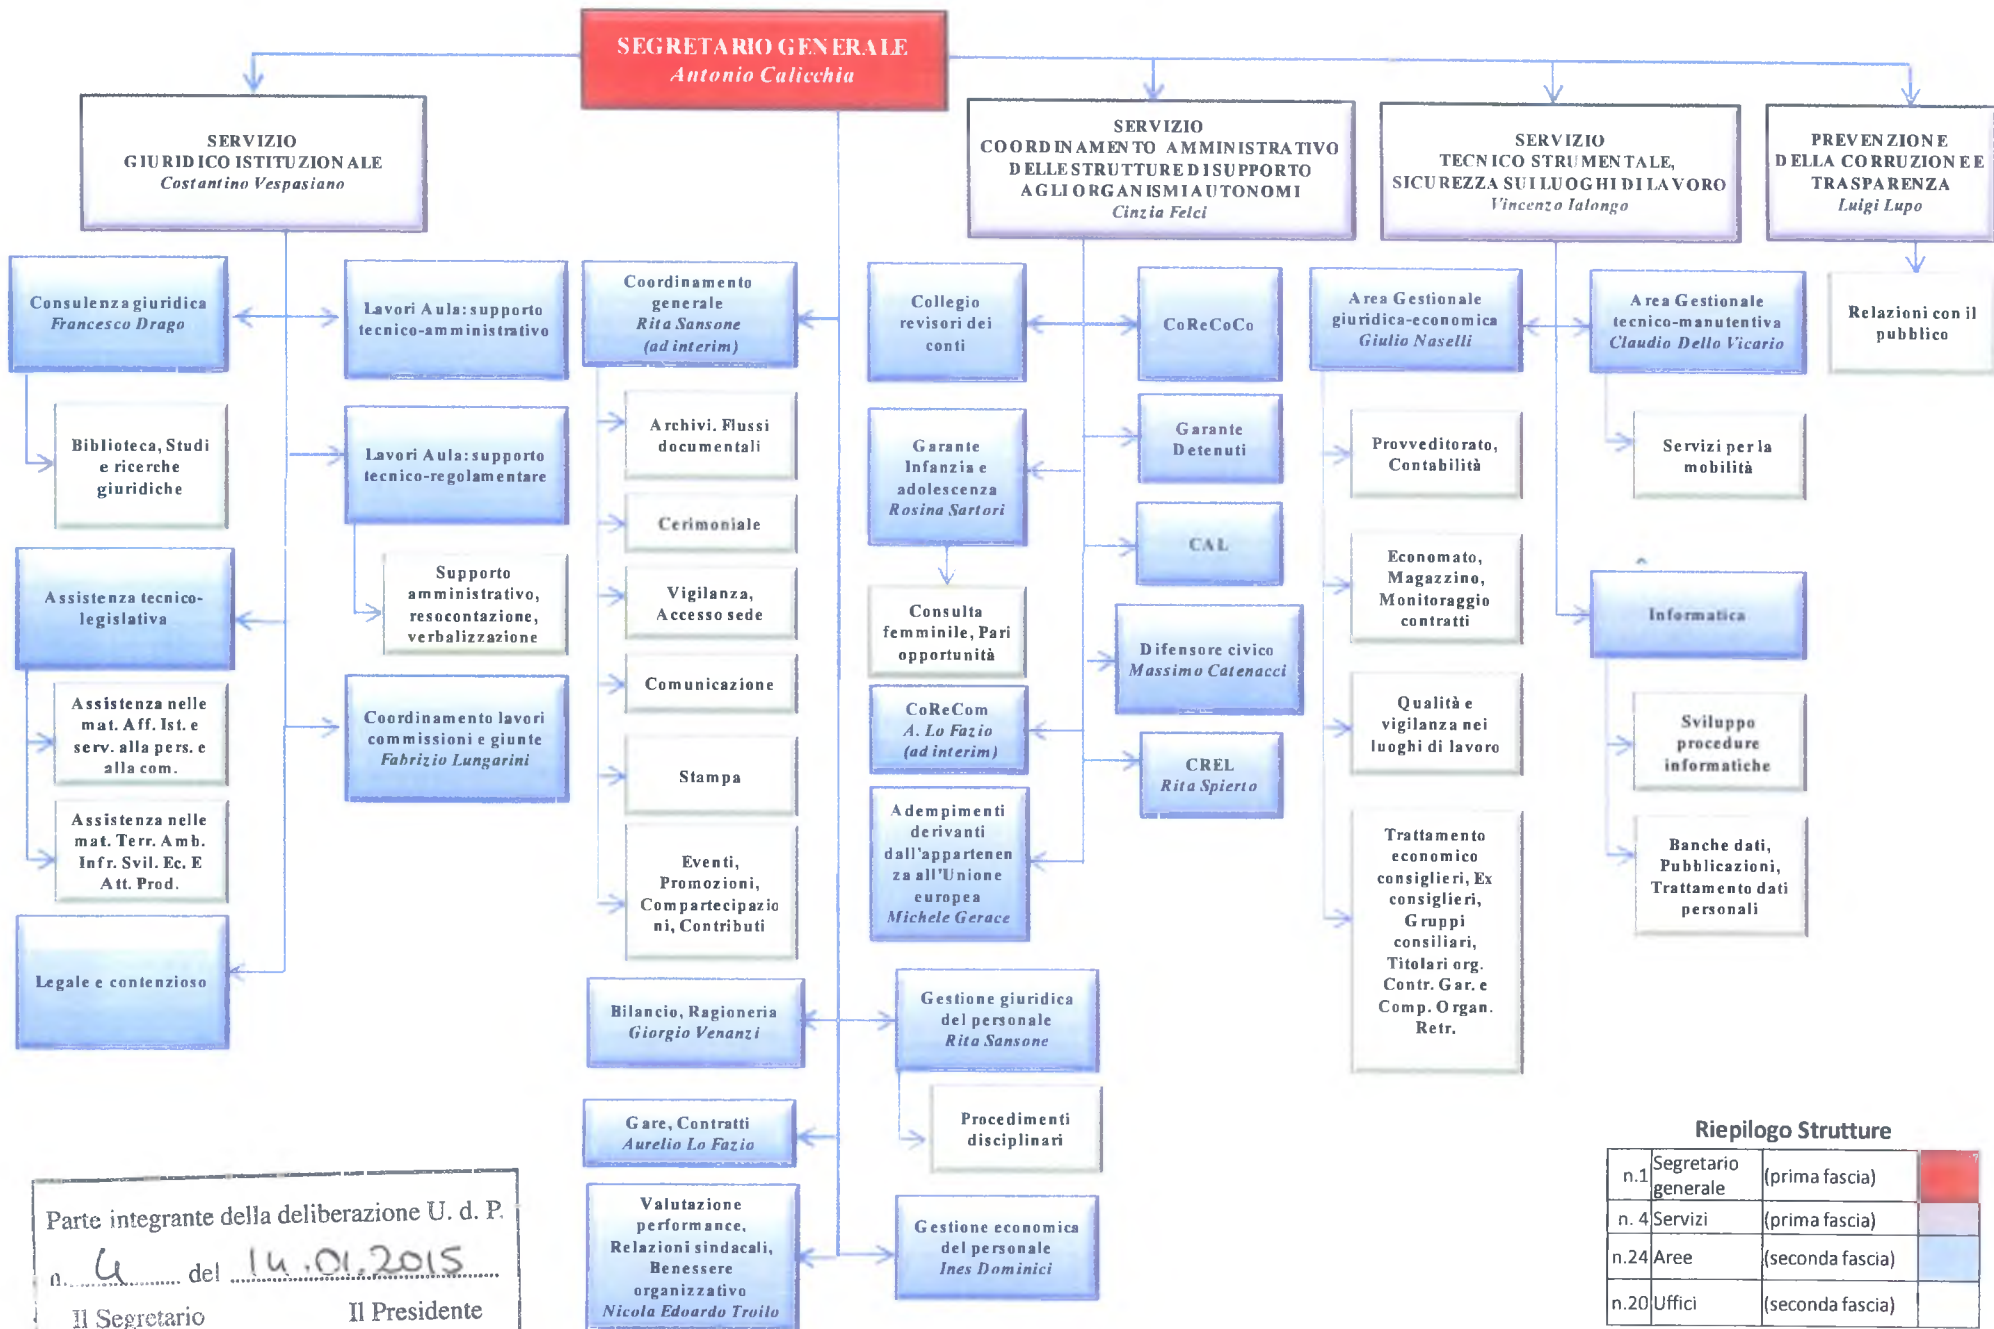 SEGRETARIO GENERALE
Antonio Calicchia
SERVIZIO
GIURIDICO ISTITUZIONALE
Costantino Vespasiano
SERVIZIO
COORDINAMENTO AMMINISTRATIVO
DELLE STRUTTURE DI SUPPORTO
AGLI ORGANISMI AUTONOMI
Cinzia Felci
SERVIZIO
TECNICO STRUMENTALE,
SICUREZZA SUI LUOGHI DI LAVORO
Vincenzo Ialongo
PREVENZIONE
DELLA CORRUZIONE E
TRASPARENZA
Luigi Lupo
Consulenza giuridica
Francesco Drago
Biblioteca, Studi
e ricerche
giuridiche
Assistenza tecnico-
legislativa
Assistenza nelle
mat. Aff. Ist. e
serv. alla pers. e
alla com.
Assistenza nelle
mat. Terr. Amb.
Infr. Svil. Ec. E
Att. Prod.
Legale e contenzioso
Lavori Aula: supporto
tecnico-amministrativo
Lavori Aula: supporto
tecnico-regolamentare
Supporto
amministrativo,
resocontazione,
verbalizzazione
Coordinamento lavori
commissioni e giunte
Fabrizio Lungarini
Coordinamento
generale
Rita Sansone
(ad interim)
Archivi. Flussi
documentali
Cerimoniale
Vigilanza,
Accesso sede
Comunicazione
Stampa
Eventi,
Promozioni,
Compartecipazio
ni, Contributi
Bilancio, Ragioneria
Giorgio Venanzi
Gare, Contratti
Aurelio Lo Fazio
Valutazione
performance,
Relazioni sindacali,
Benessere
organizzativo
Nicola Edoardo Troilo
Gestione giuridica
del personale
Rita Sansone
Procedimenti
disciplinari
Gestione economica
del personale
Ines Dominici
Collegio
revisori dei
conti
Garante
Infanzia e
adolescenza
Rosina Sartori
Consulta
femminile, Pari
opportunità
CoReCom
A. Lo Fazio
(ad interim)
Adempimenti
derivanti
dall'appartenen
za all'Unione
europea
Michele Gerace
CoReCoCo
Garante
Detenuti
CAL
Difensore civico
Massimo Catenacci
CREL
Rita Spierto
Area Gestionale
giuridica-economica
Giulio Naselli
Provveditorato,
Contabilità
Economato,
Magazzino,
Monitoraggio
contratti
Qualità e
vigilanza nei
luoghi di lavoro
Trattamento
economico
consiglieri, Ex
consiglieri,
Gruppi
consiliari,
Titolari org.
Contr. Gar. e
Comp. Organ.
Retr.
Area Gestionale
tecnico-manutentiva
Claudio Dello Vicario
Servizi per la
mobilità
Informatica
Sviluppo
procedure
informatiche
Banche dati,
Pubblicazioni,
Trattamento dati
personali
Relazioni con il
pubblico
Parte integrante della deliberazione U. d. P.
n. 4 del 14.01.2015
Il Segretario Il Presidente
Riepilogo Strutture
n.1 Segretario generale (prima fascia)
n. 4 Servizi (prima fascia)
n.24 Aree (seconda fascia)
n.20 Uffici (seconda fascia)